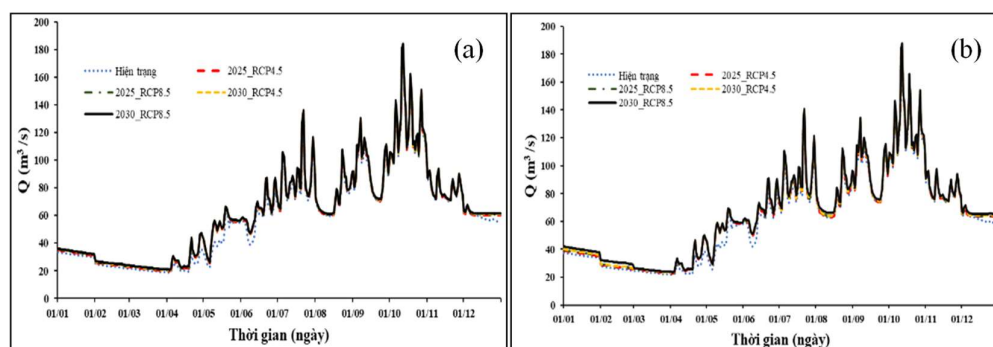 (a)
Q (m³/s)
200
180
160
140
120
100
80
60
40
20
0
Hiện trạng
2025_RCP4.5
2025_RCP8.5
2030_RCP4.5
2030_RCP8.5
01/01 01/02 01/03 01/04 01/05 01/06 01/07 01/08 01/09 01/10 01/11 01/12
Thời gian (ngày)
(b)
Q (m³/s)
200
180
160
140
120
100
80
60
40
20
0
Hiện trạng
2025_RCP4.5
2025_RCP8.5
2030_RCP4.5
2030_RCP8.5
01/01 01/02 01/03 01/04 01/05 01/06 01/07 01/08 01/09 01/10 01/11 01/12
Thời gian (ngày)